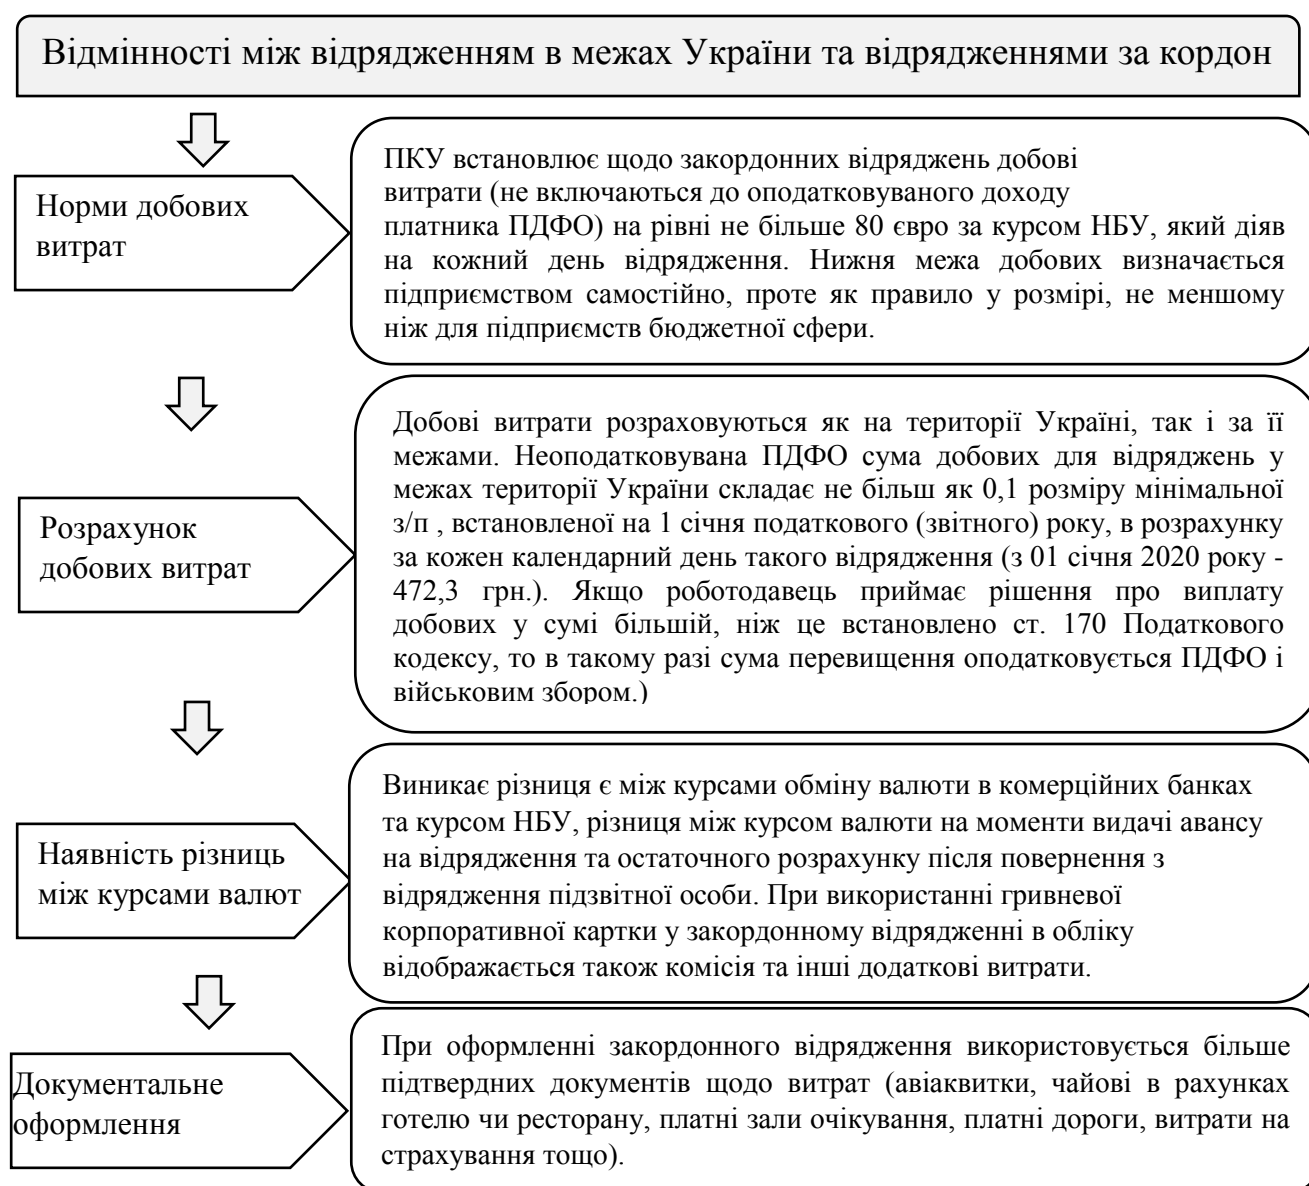 Відмінності між відрядженням в межах України та відрядженнями за кордон
Норми добових
витрат
ПКУ встановлює щодо закордонних відряджень добові
витрати (не включаються до оподатковуваного доходу
платника ПДФО) на рівні не більше 80 євро за курсом НБУ, який діяв
на кожний день відрядження. Нижня межа добових визначається
підприємством самостійно, проте як правило у розмірі, не меншому
ніж для підприємств бюджетної сфери.
Розрахунок
добових витрат
Добові витрати розраховуються як на території Україні, так і за її
межами. Неоподатковувана ПДФО сума добових для відряджень у
межах території України складає не більш як 0,1 розміру мінімальної
з/п , встановленої на 1 січня податкового (звітного) року, в розрахунку
за кожен календарний день такого відрядження (з 01 січня 2020 року -
472,3 грн.). Якщо роботодавець приймає рішення про виплату
добових у сумі більшій, ніж це встановлено ст. 170 Податкового
кодексу, то в такому разі сума перевищення оподатковується ПДФО і
військовим збором.)
Наявність різниць
між курсами валют
Виникає різниця є між курсами обміну валюти в комерційних банках
та курсом НБУ, різниця між курсом валюти на моменти видачі авансу
на відрядження та остаточного розрахунку після повернення з
відрядження підзвітної особи. При використанні гривневої
корпоративної картки у закордонному відрядженні в обліку
відображається також комісія та інші додаткові витрати.
Документальне
оформлення
При оформленні закордонного відрядження використовується більше
підтвердних документів щодо витрат (авіаквитки, чайові в рахунках
готелю чи ресторану, платні зали очікування, платні дороги, витрати на
страхування тощо).